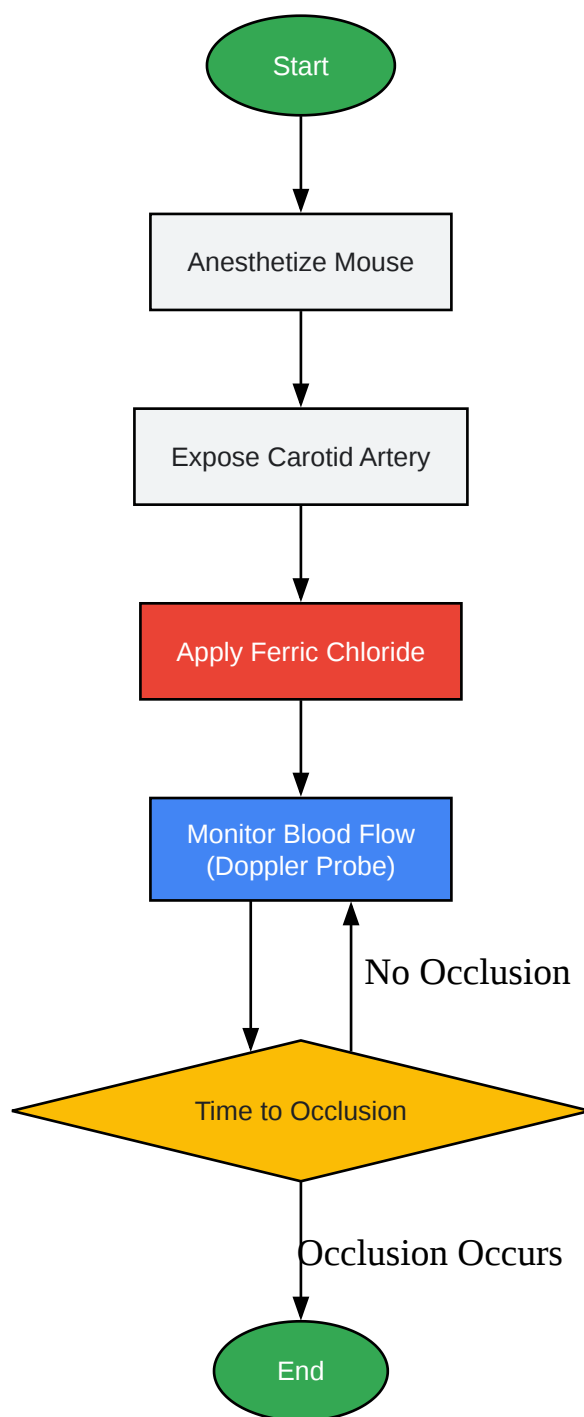 Start
Anesthetize Mouse
Expose Carotid Artery
Apply Ferric Chloride
Monitor Blood Flow
(Doppler Probe)
No Occlusion
Time to Occlusion
Occlusion Occurs
End